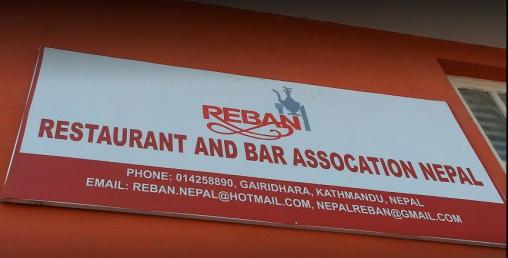 REBAN
RESTAURANT AND BAR ASSOCATION NEPAL
PHONE: 014258890, GAIRIDHARA, KATHMANDU, NEPAL
EMAIL: REBAN.NEPAL@HOTMAIL.COM, NEPALREBAN@GMAIL.COM